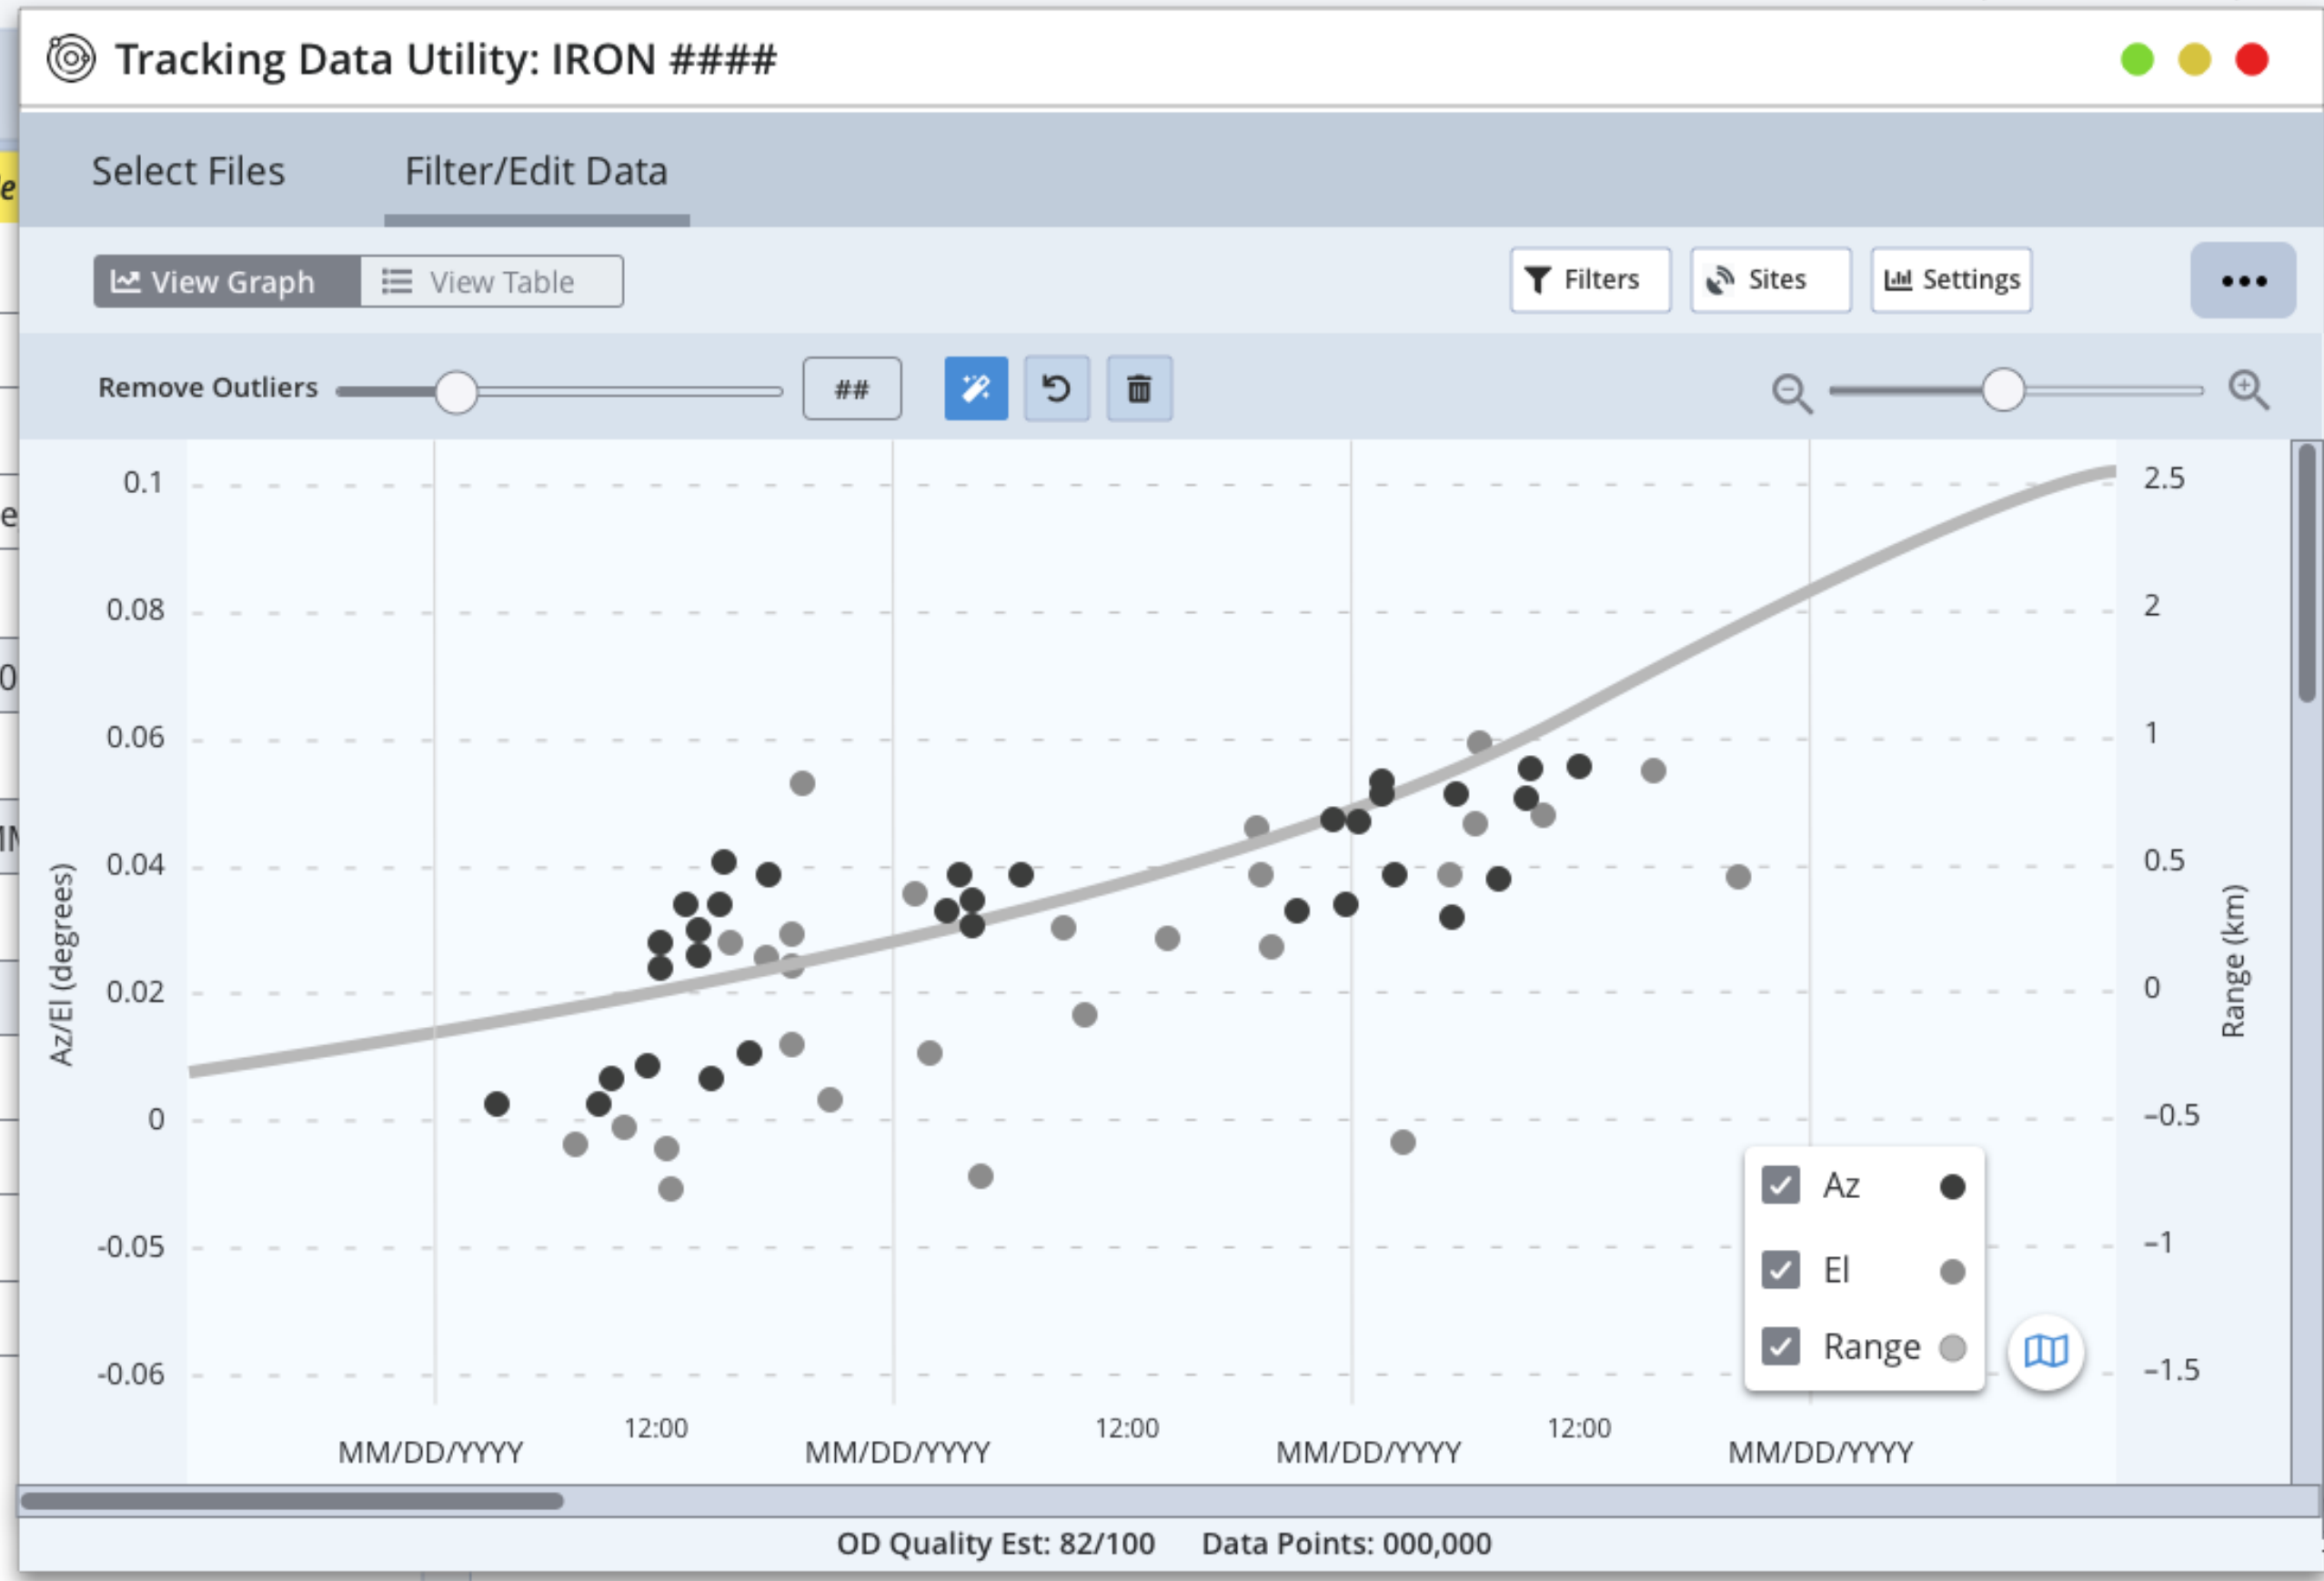 Tracking Data Utility: IRON ####
Select Files
Filter/Edit Data
View Graph
View Table
Filters
Sites
Settings
Remove Outliers
##
0.1
0.08
0.06
0.04
0.02
0
-0.05
-0.06
Az/El (degrees)
2.5
2
1
0.5
0
–0.5
–1
–1.5
Range (km)
Az
El
Range
12:00
12:00
12:00
MM/DD/YYYY
MM/DD/YYYY
MM/DD/YYYY
MM/DD/YYYY
OD Quality Est: 82/100
Data Points: 000,000